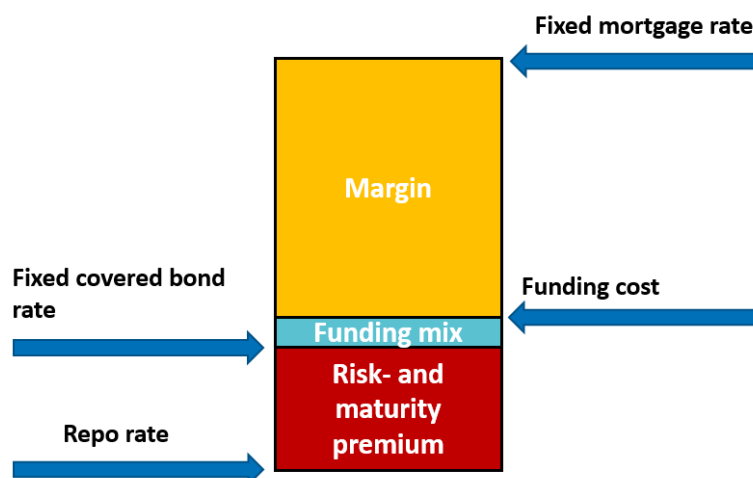 Fixed mortgage rate
Margin
Fixed covered bond
rate
Funding cost
Funding mix
Risk- and
maturity
premium
Repo rate